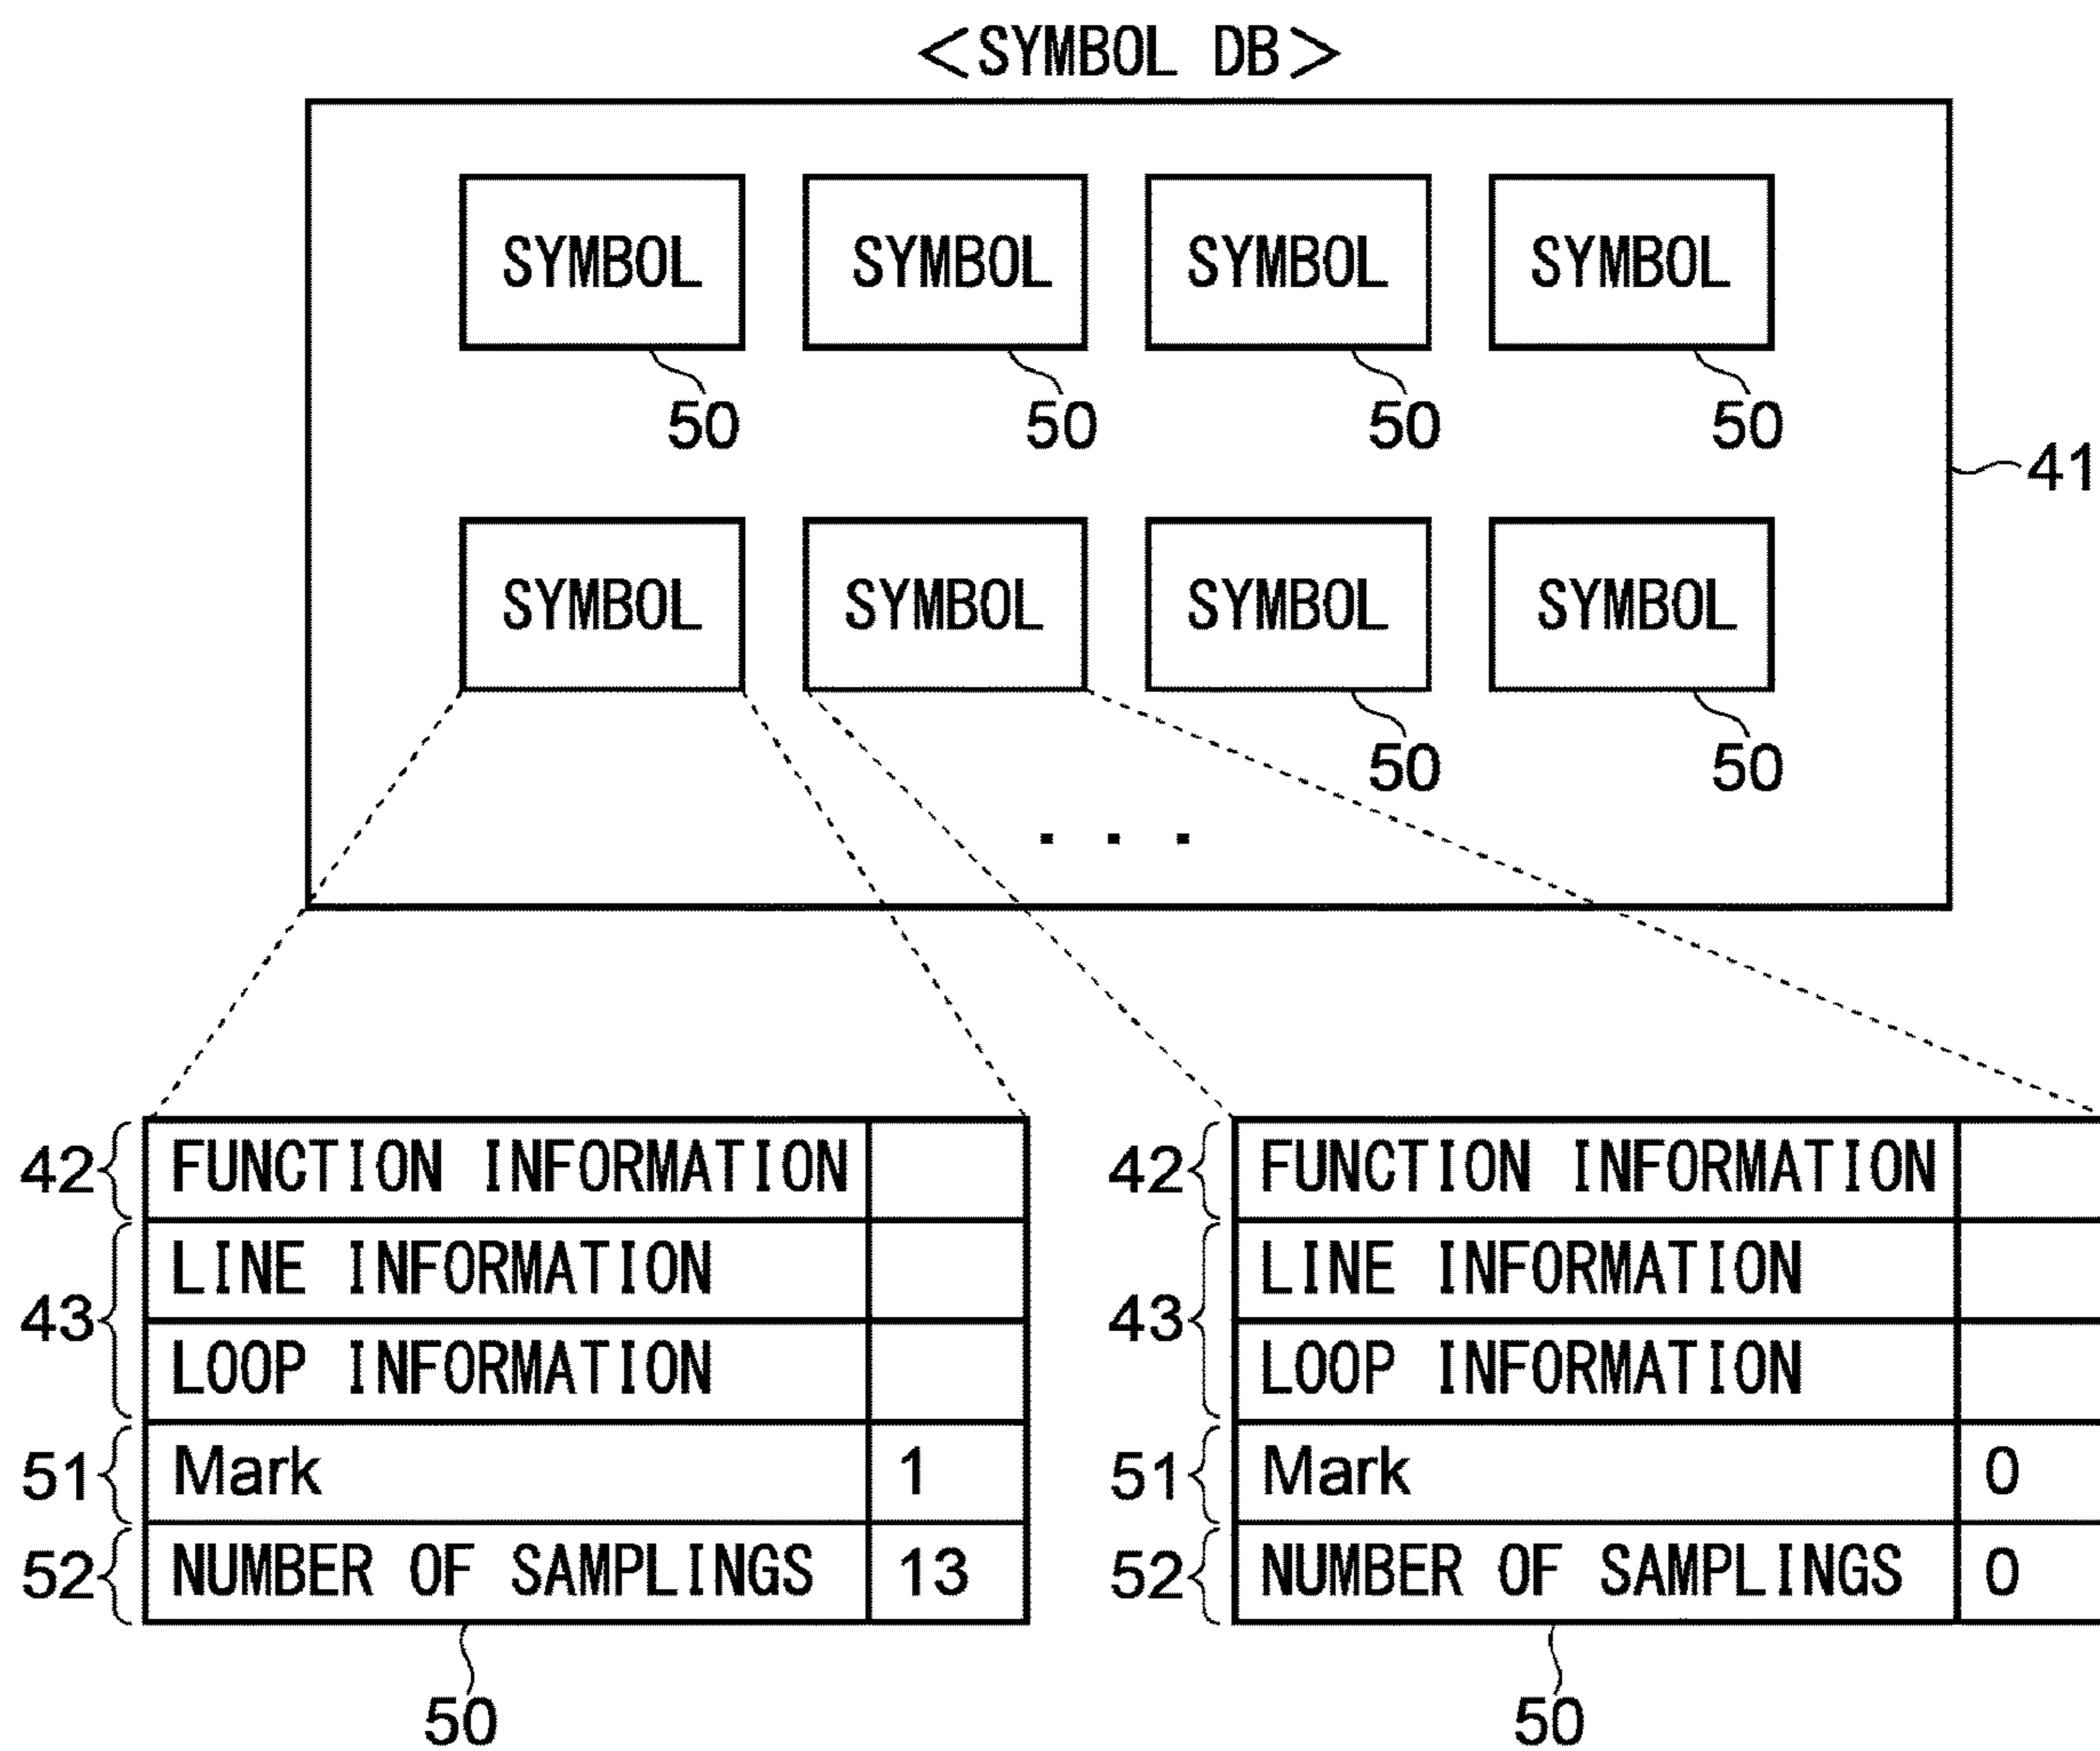 <SYMBOL DB>
SYMBOL SYMBOL SYMBOL SYMBOL
50 50 50 50
41
SYMBOL SYMBOL SYMBOL SYMBOL
50 50
. . .
42 FUNCTION INFORMATION
43 LINE INFORMATION
LOOP INFORMATION
51 Mark 1
52 NUMBER OF SAMPLINGS 13
50
42 FUNCTION INFORMATION
43 LINE INFORMATION
LOOP INFORMATION
51 Mark 0
52 NUMBER OF SAMPLINGS 0
50